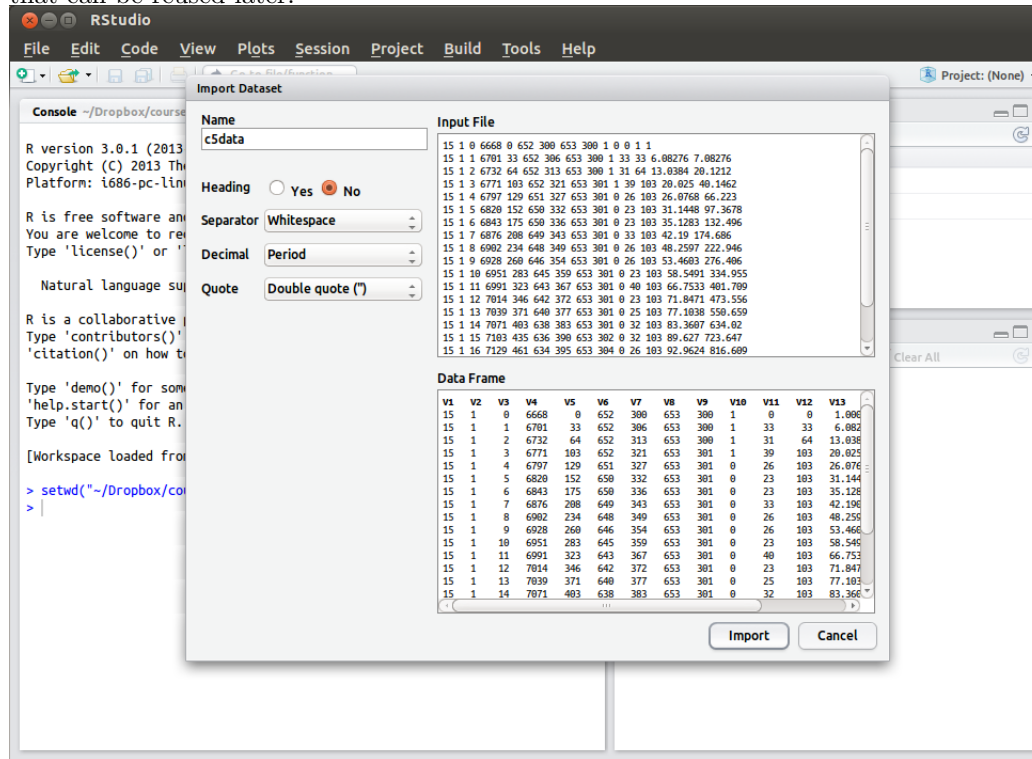 that can be reused later.
RStudio
File Edit Code View Plots Session Project Build Tools Help
Go to file/function
Project: (None)
Import Dataset
Console ~/Dropbox/course
R version 3.0.1 (2013
Copyright (C) 2013 The
Platform: i686-pc-lin
R is free software an
You are welcome to re
Type 'license()' or '
Natural language su
R is a collaborative
Type 'contributors()'
'citation()' on how t
Type 'demo()' for som
'help.start()' for an
Type 'q()' to quit R.
[Workspace loaded fro
> setwd("~/Dropbox/cou
>
Name
c5data
Heading Yes No
Separator Whitespace
Decimal Period
Quote Double quote (")
Input File
15 1 0 6668 0 652 300 653 300 1 0 0 1 1
15 1 1 6701 33 652 306 653 300 1 33 33 6.08276 7.08276
15 1 2 6732 64 652 313 653 300 1 31 64 13.0384 20.1212
15 1 3 6771 103 652 321 653 301 1 39 103 20.025 40.1462
15 1 4 6797 129 651 327 653 301 0 26 103 26.0768 66.223
15 1 5 6820 152 650 332 653 301 0 23 103 31.1448 97.3678
15 1 6 6843 175 650 336 653 301 0 23 103 35.1283 132.496
15 1 7 6876 208 649 343 653 301 0 33 103 42.19 174.686
15 1 8 6902 234 648 349 653 301 0 26 103 48.2597 222.946
15 1 9 6928 260 646 354 653 301 0 26 103 53.4603 276.406
15 1 10 6951 283 645 359 653 301 0 23 103 58.5491 334.955
15 1 11 6991 323 643 367 653 301 0 40 103 66.7533 401.709
15 1 12 7014 346 642 372 653 301 0 23 103 71.8471 473.556
15 1 13 7039 371 640 377 653 301 0 25 103 77.1038 550.659
15 1 14 7071 403 638 383 653 301 0 32 103 83.3607 634.02
15 1 15 7103 435 636 390 653 302 0 32 103 89.627 723.647
15 1 16 7129 461 634 395 653 304 0 26 103 92.9624 816.609
Clear All
Data Frame
V1 V2 V3 V4 V5 V6 V7 V8 V9 V10 V11 V12 V13
15 1 0 6668 0 652 300 653 300 1 0 0 1.000
15 1 1 6701 33 652 306 653 300 1 33 33 6.082
15 1 2 6732 64 652 313 653 300 1 31 64 13.038
15 1 3 6771 103 652 321 653 301 1 39 103 20.025
15 1 4 6797 129 651 327 653 301 0 26 103 26.076
15 1 5 6820 152 650 332 653 301 0 23 103 31.144
15 1 6 6843 175 650 336 653 301 0 23 103 35.128
15 1 7 6876 208 649 343 653 301 0 33 103 42.190
15 1 8 6902 234 648 349 653 301 0 26 103 48.259
15 1 9 6928 260 646 354 653 301 0 26 103 53.460
15 1 10 6951 283 645 359 653 301 0 23 103 58.549
15 1 11 6991 323 643 367 653 301 0 40 103 66.753
15 1 12 7014 346 642 372 653 301 0 23 103 71.847
15 1 13 7039 371 640 377 653 301 0 25 103 77.103
15 1 14 7071 403 638 383 653 301 0 32 103 83.360
Import Cancel